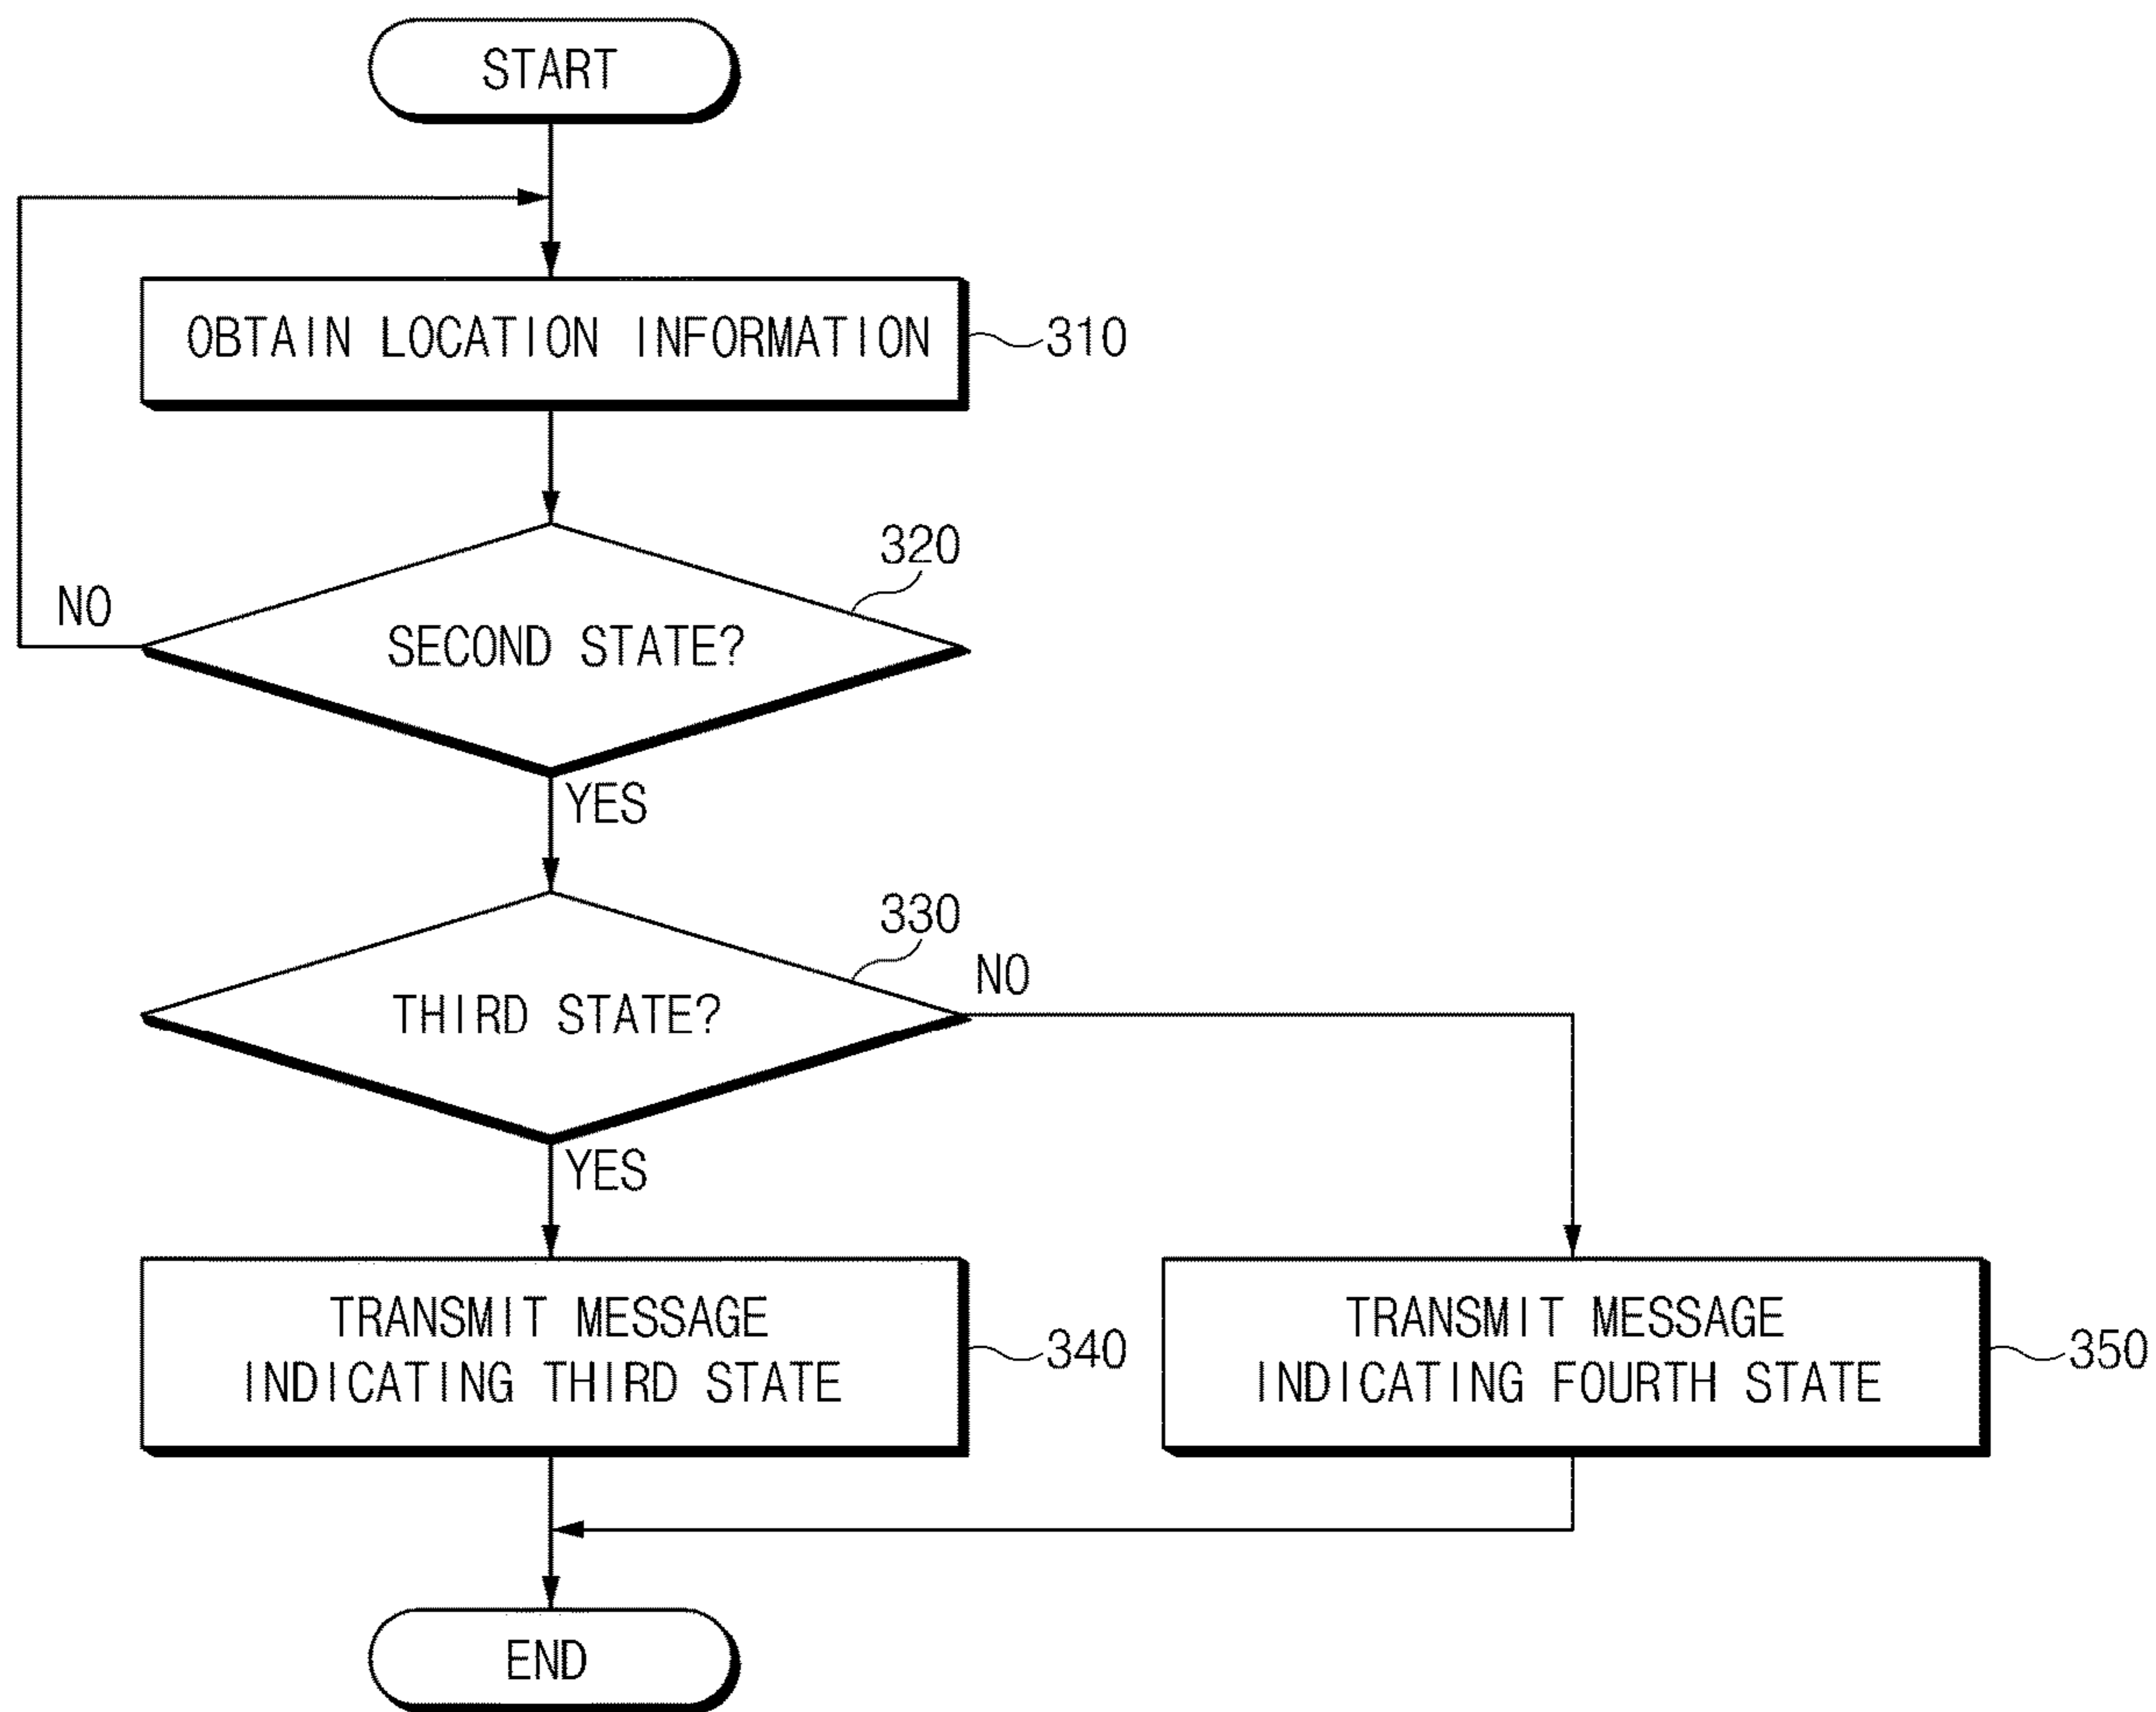 START
OBTAIN LOCATION INFORMATION
310
320
NO
SECOND STATE?
YES
330
NO
THIRD STATE?
YES
TRANSMIT MESSAGE
INDICATING THIRD STATE
340
TRANSMIT MESSAGE
INDICATING FOURTH STATE
350
END